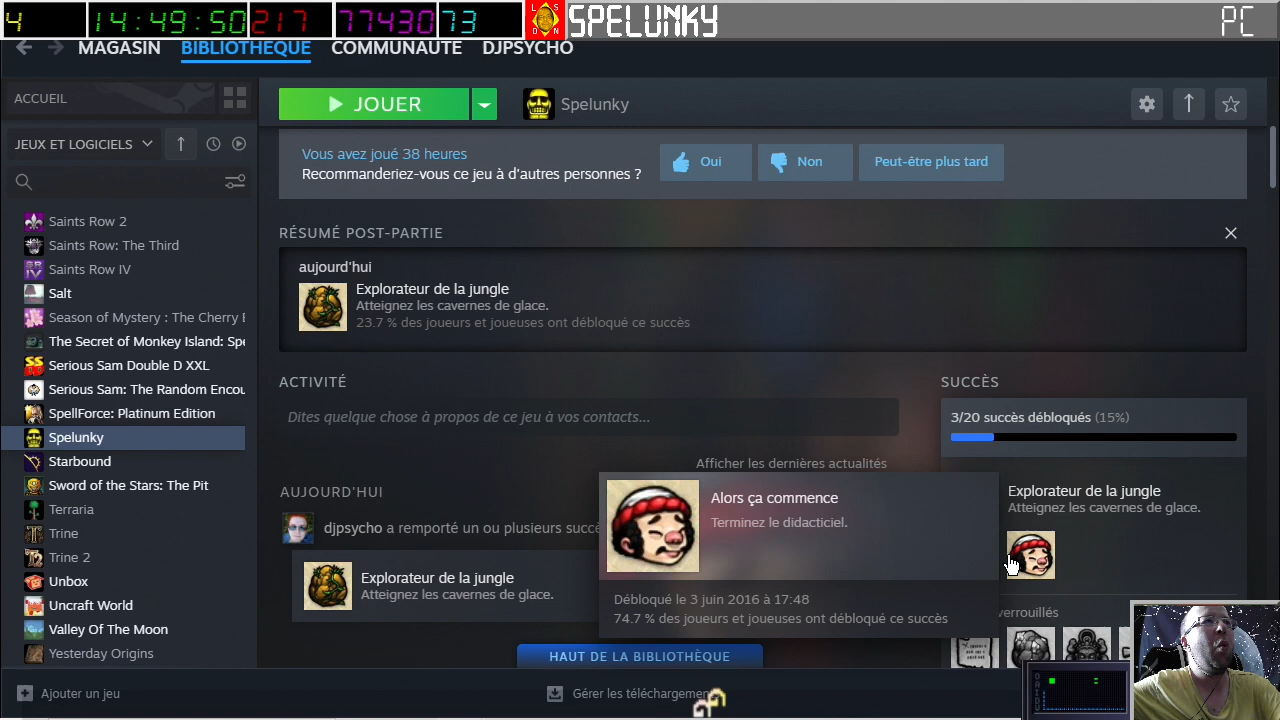 4 14:49:50 217 77430 73 SPELUNKY PC
MAGASIN BIBLIOTHÈQUE COMMUNAUTÉ DJPSYCHO
ACCUEIL
JOUER
Spelunky
JEUX ET LOGICIELS
Saints Row 2
Saints Row: The Third
Saints Row IV
Salt
Season of Mystery : The Cherry
The Secret of Monkey Island: Spe
Serious Sam Double D XXL
Serious Sam: The Random Encou
SpellForce: Platinum Edition
Spelunky
Starbound
Sword of the Stars: The Pit
Terraria
Trine
Trine 2
Unbox
Uncraft World
Valley Of The Moon
Yesterday Origins
Vous avez joué 38 heures
Recommanderiez-vous ce jeu à d'autres personnes ?
Oui
Non
Peut-être plus tard
RÉSUMÉ POST-PARTIE
aujourd'hui
Explorateur de la jungle
Atteignez les cavernes de glace.
23.7 % des joueurs et joueuses ont débloqué ce succès
ACTIVITÉ
Dites quelque chose à propos de ce jeu à vos contacts...
Afficher les dernières actualités
AUJOURD'HUI
djpsycho a remporté un ou plusieurs succè
Explorateur de la jungle
Atteignez les cavernes de glace.
SUCCÈS
3/20 succès débloqués (15%)
Explorateur de la jungle
Atteignez les cavernes de glace.
Alors ça commence
Terminez le didacticiel.
Débloqué le 3 juin 2016 à 17:48
74.7 % des joueurs et joueuses ont débloqué ce succès
verrouillés
HAUT DE LA BIBLIOTHÈQUE
Ajouter un jeu
Gérer les téléchargemen